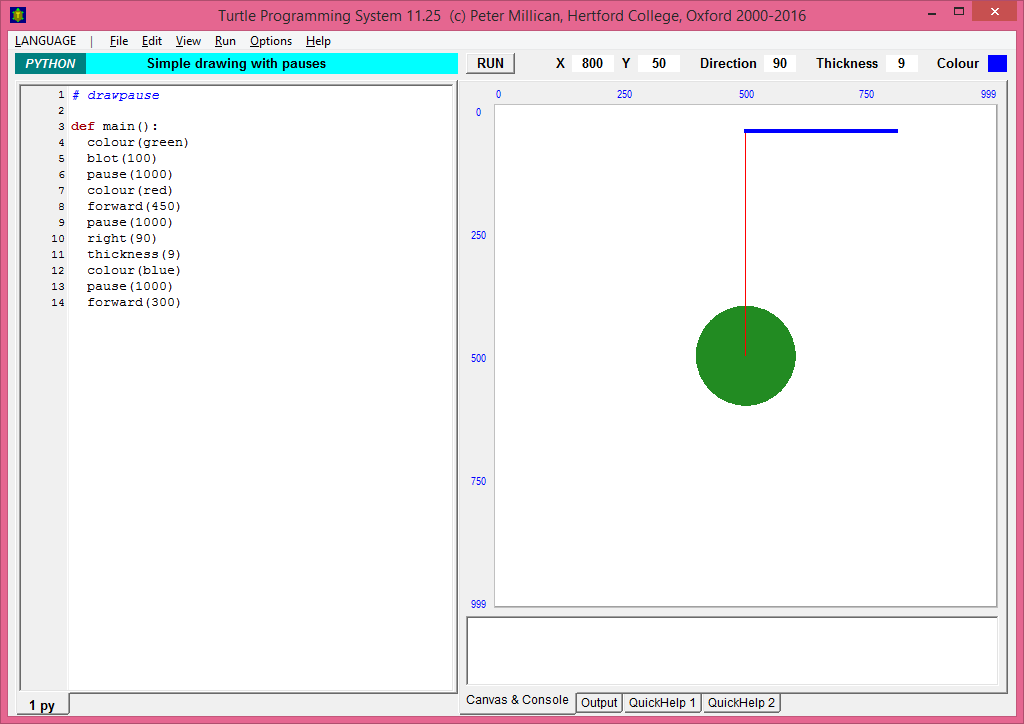 Turtle Programming System 11.25 (c) Peter Millican, Hertford College, Oxford 2000-2016
LANGUAGE | File Edit View Run Options Help
PYTHON Simple drawing with pauses RUN X 800 Y 50 Direction 90 Thickness 9 Colour
1 # drawpause
2
3 def main():
4 colour(green)
5 blot(100)
6 pause(1000)
7 colour(red)
8 forward(450)
9 pause(1000)
10 right(90)
11 thickness(9)
12 colour(blue)
13 pause(1000)
14 forward(300)
1 py
0 250 500 750 999
0
250
500
750
999
Canvas & Console Output QuickHelp 1 QuickHelp 2